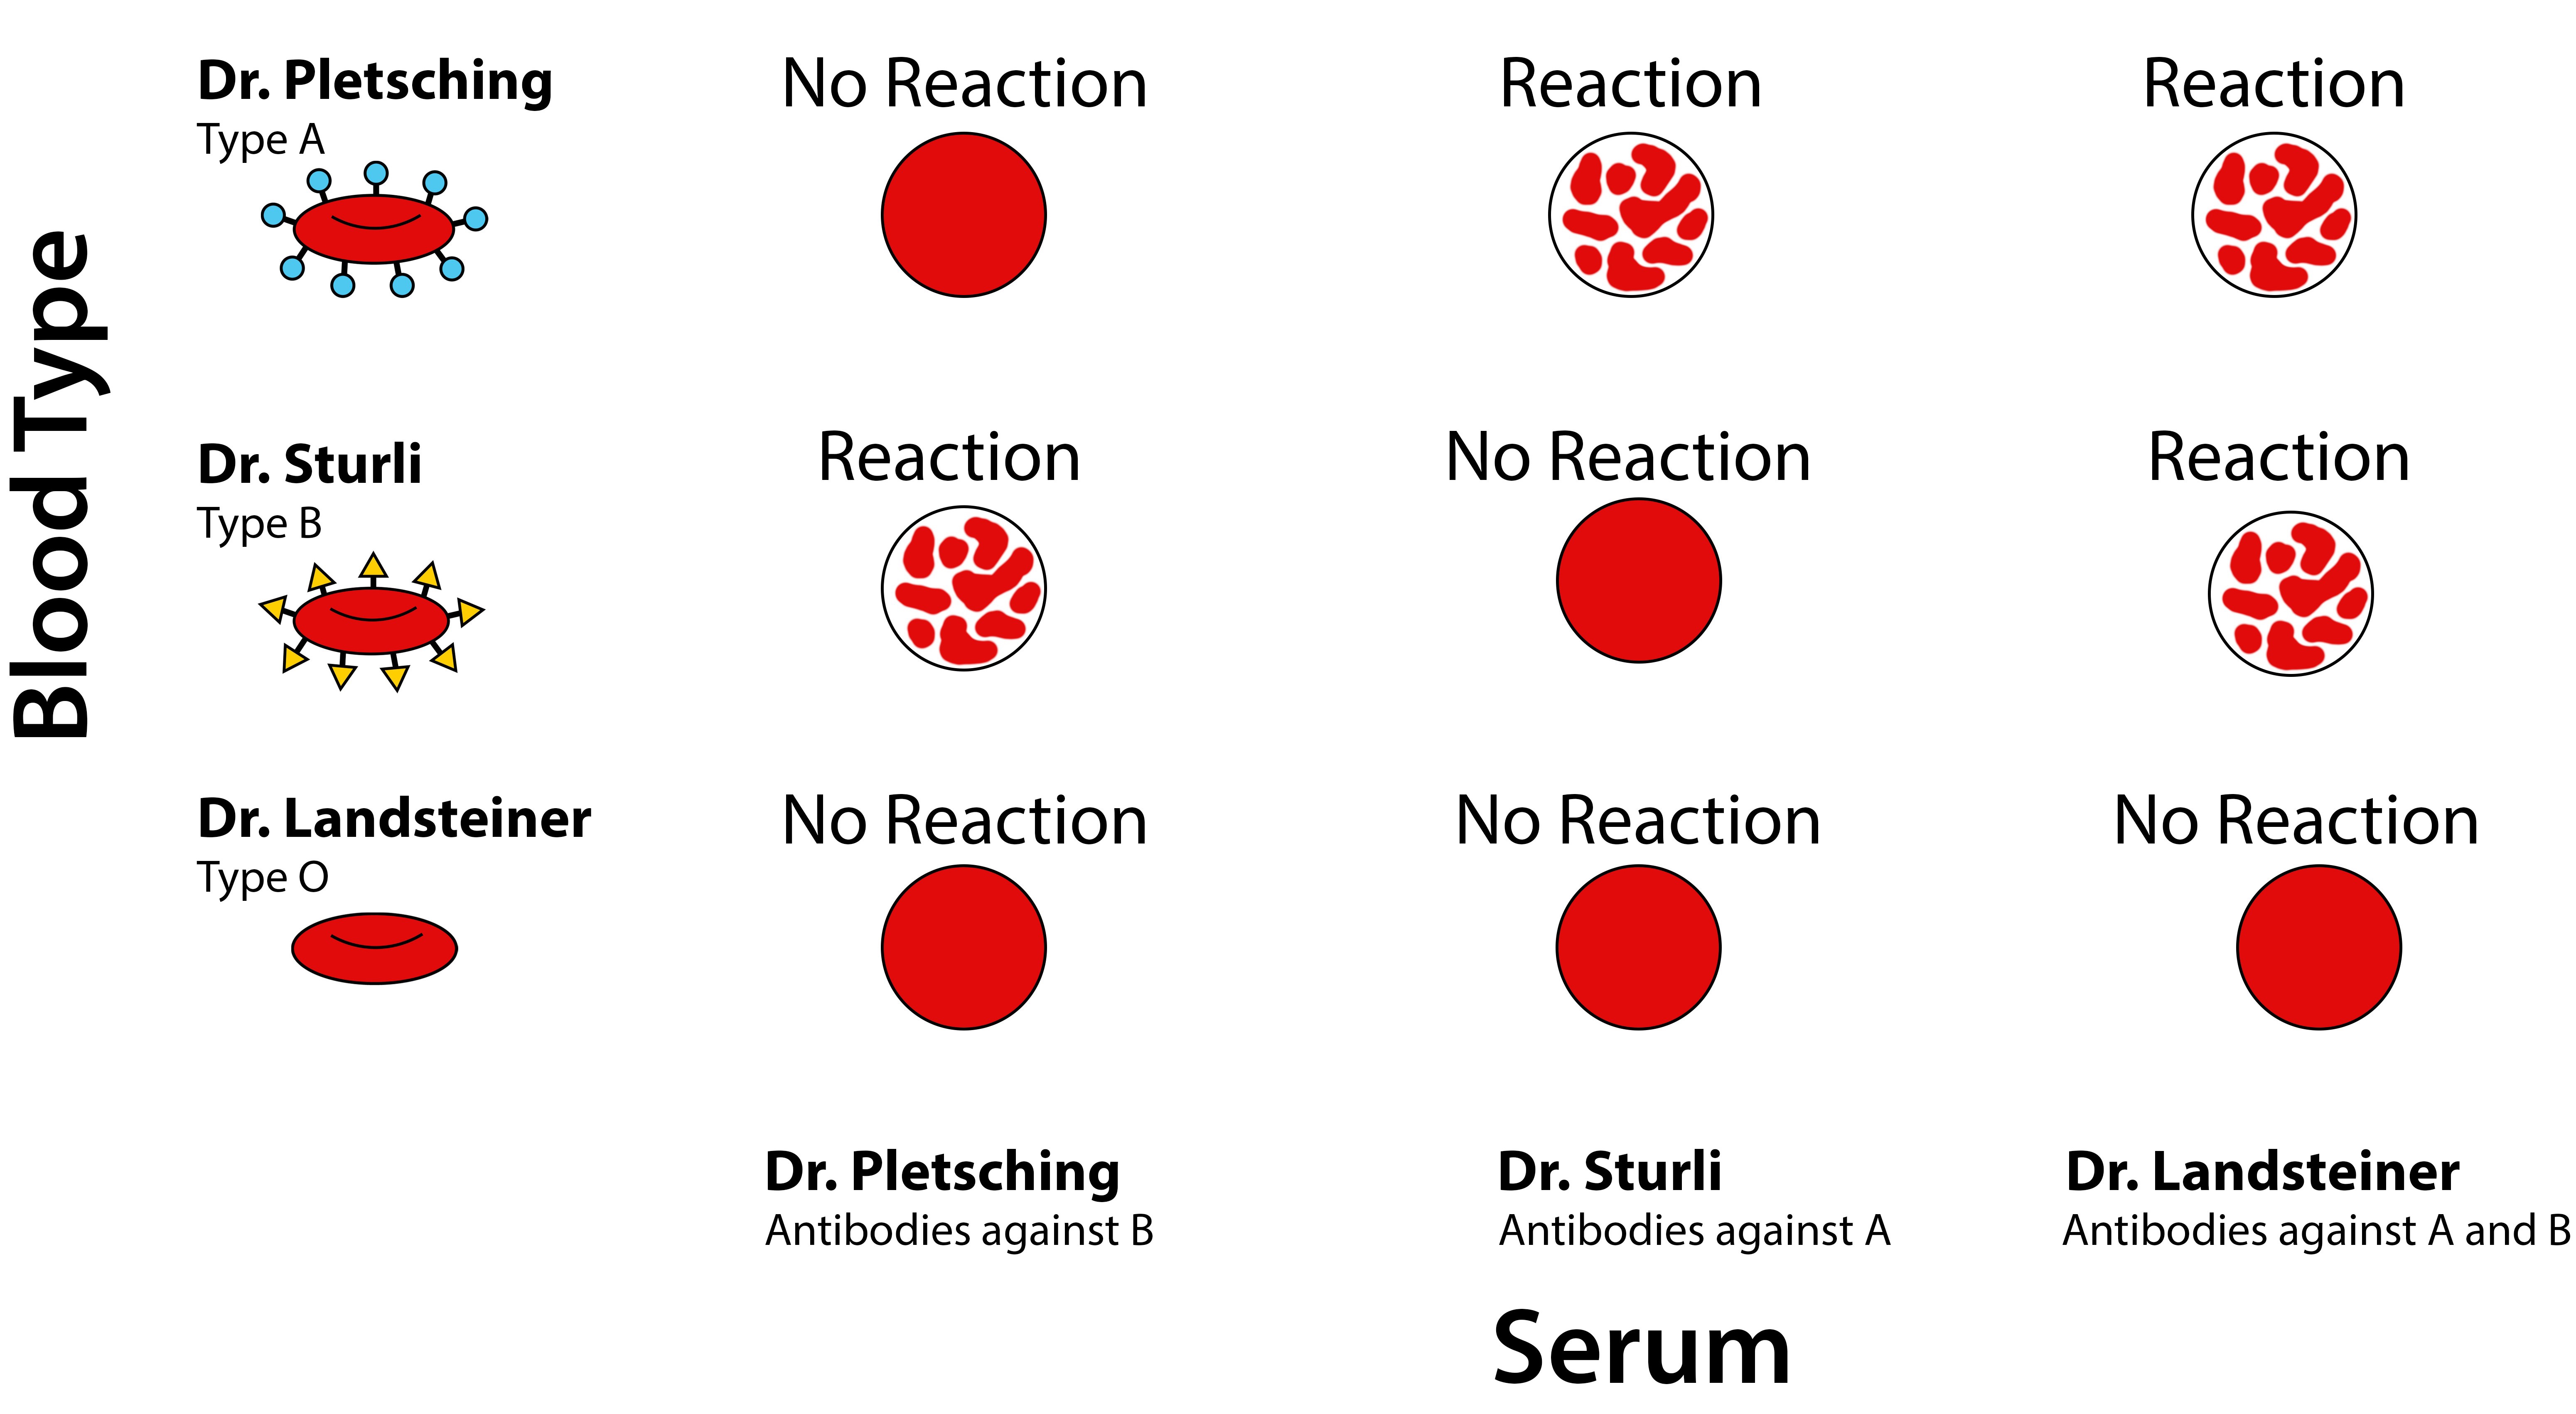 Blood Type
Dr. Pletsching
Type A
No Reaction
Reaction
Reaction
Dr. Sturli
Type B
Reaction
No Reaction
Reaction
Dr. Landsteiner
Type O
No Reaction
No Reaction
No Reaction
Dr. Pletsching
Antibodies against B
Dr. Sturli
Antibodies against A
Dr. Landsteiner
Antibodies against A and B
Serum